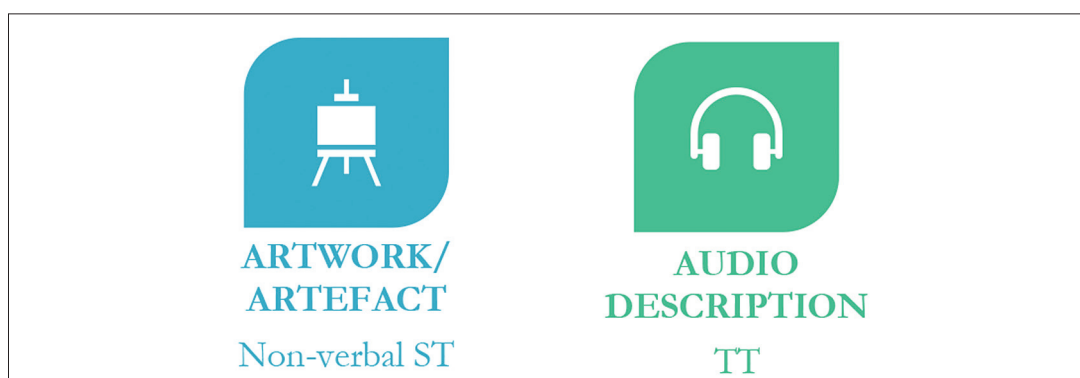 ARTWORK/
ARTEFACT
Non-verbal ST
AUDIO
DESCRIPTION
TT